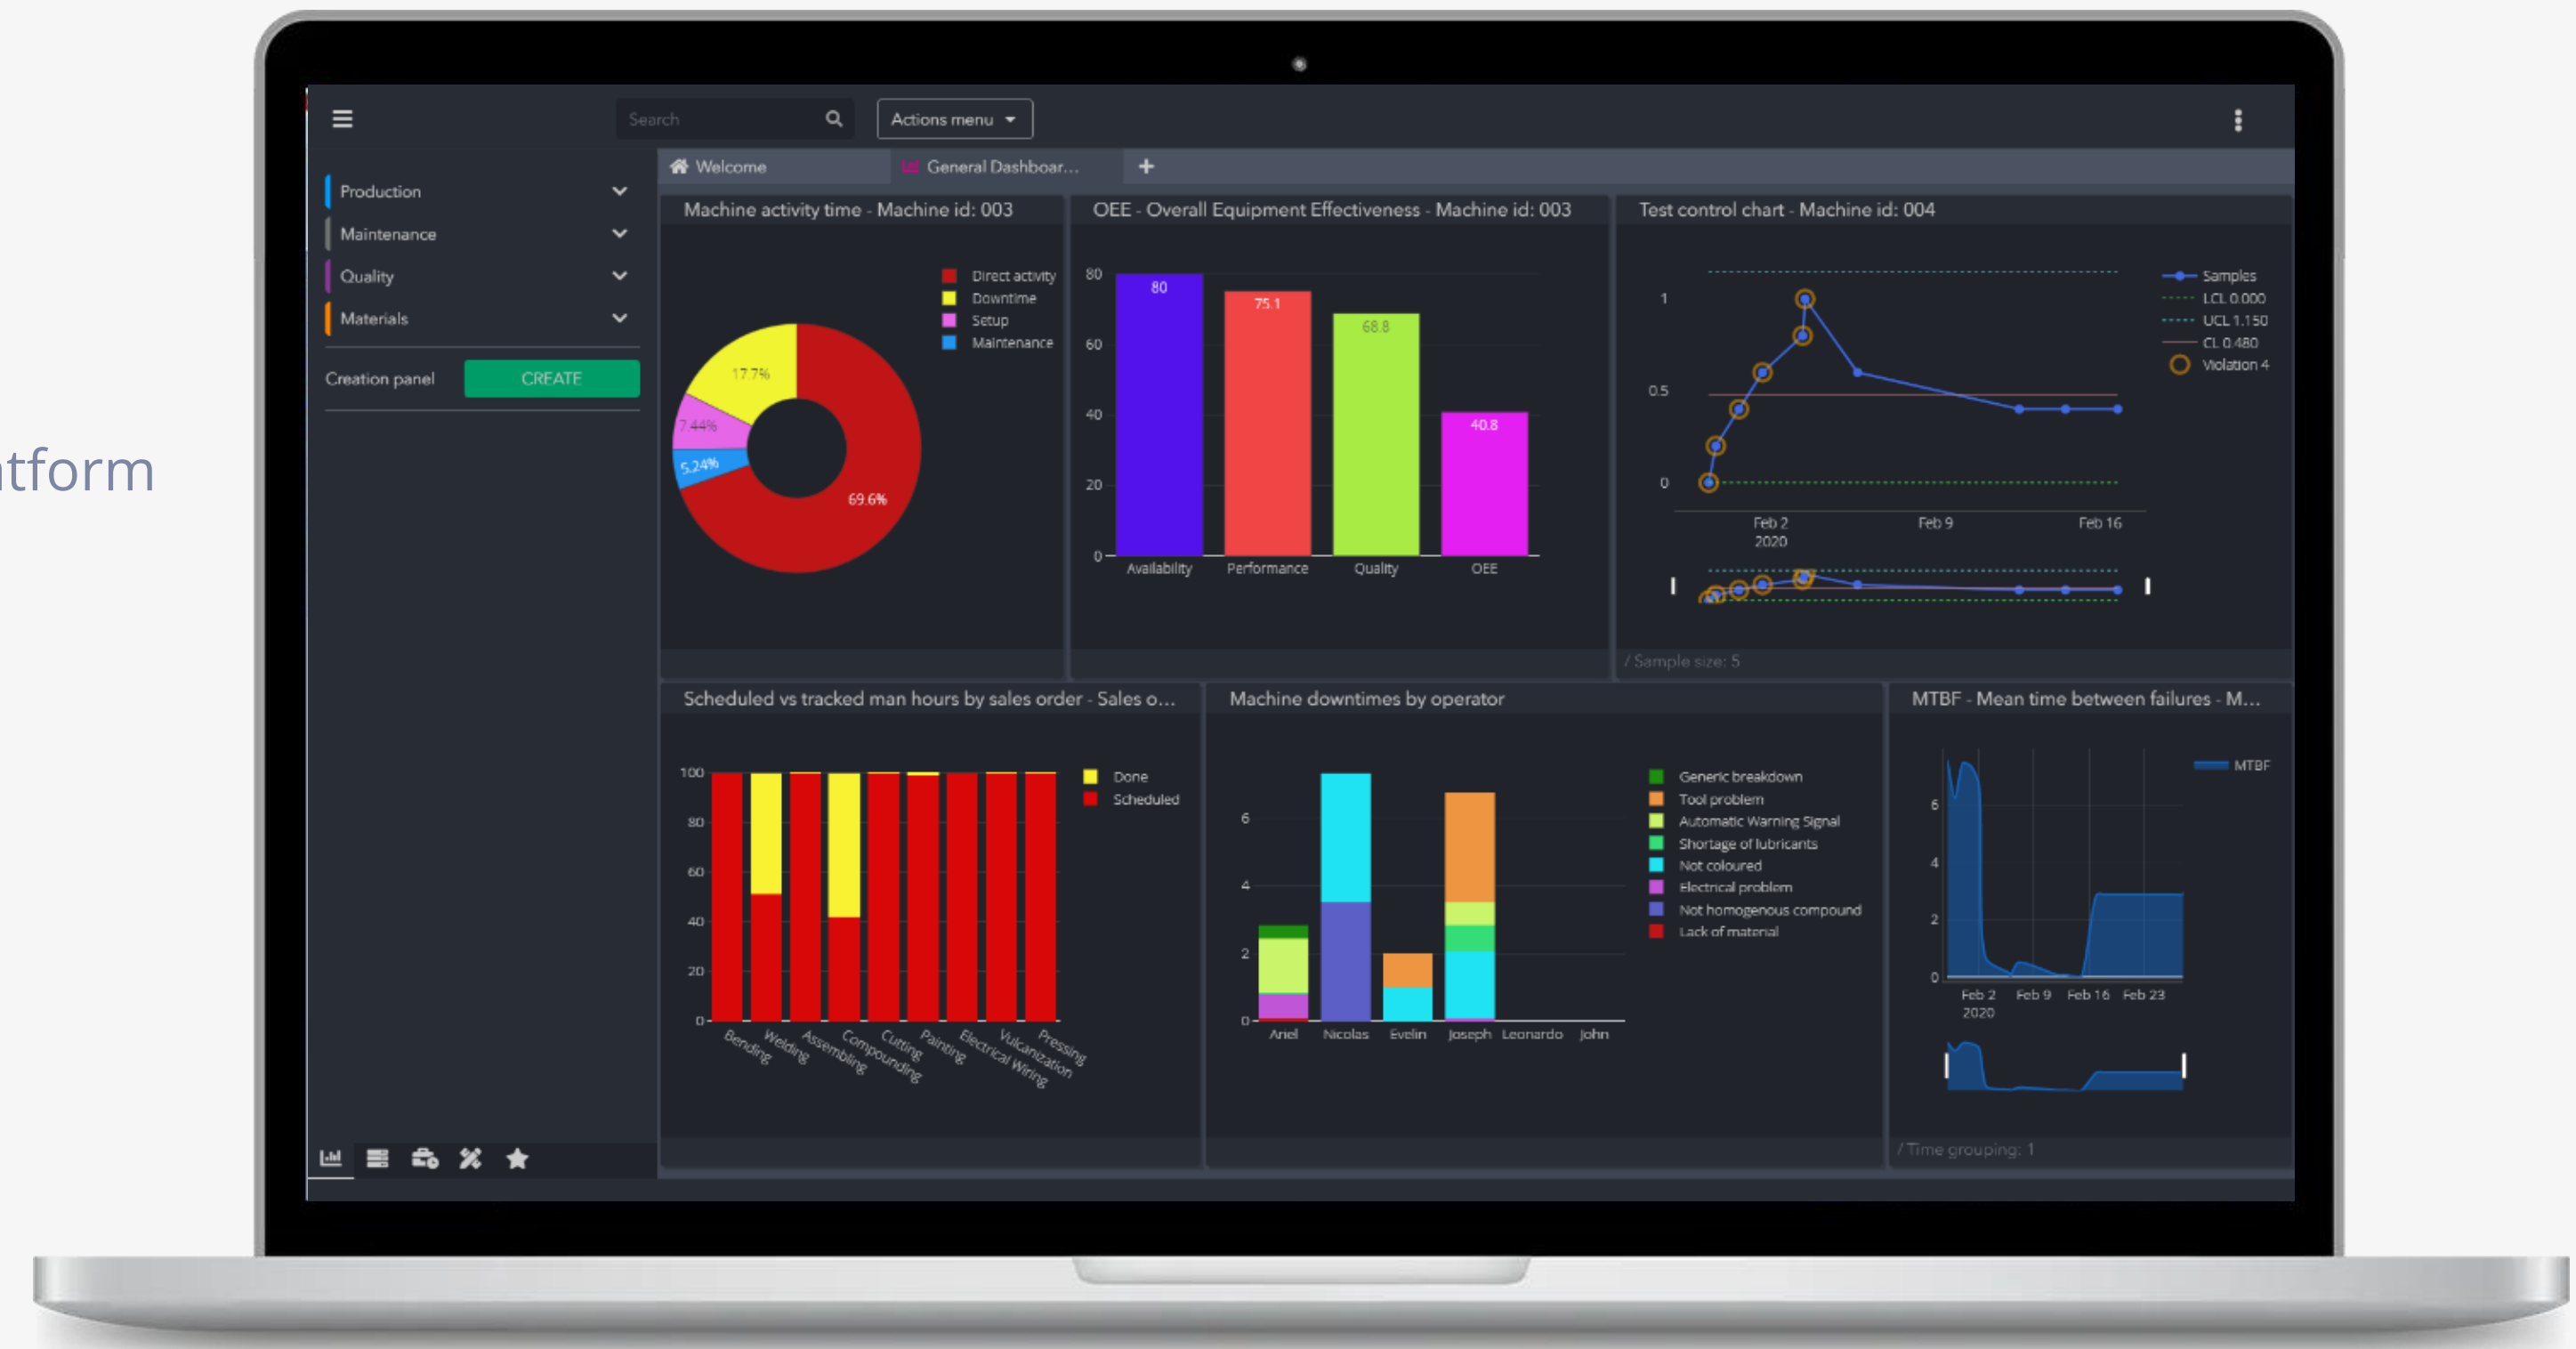 atform
Search
Actions menu
Welcome
General Dashboar...
Production
Maintenance
Quality
Materials
Creation panel
CREATE
Machine activity time - Machine id: 003
Direct activity
Downtime
Setup
Maintenance
17.7%
7.44%
5.24%
69.6%
OEE - Overall Equipment Effectiveness - Machine id: 003
80
60
40
20
0
80
75.1
68.8
40.8
Availability
Performance
Quality
OEE
Test control chart - Machine id: 004
1
0.5
0
Feb 2
2020
Feb 9
Feb 16
Samples
LCL 0.000
UCL 1.150
CL 0.480
Violation 4
/ Sample size: 5
Scheduled vs tracked man hours by sales order - Sales o...
100
80
60
40
20
0
Bending
Welding
Assembling
Compounding
Cutting
Painting
Electrical Wiring
Vulcanization
Pressing
Done
Scheduled
Machine downtimes by operator
6
4
2
0
Ariel
Nicolas
Evelin
Joseph
Leonardo
John
Generic breakdown
Tool problem
Automatic Warning Signal
Shortage of lubricants
Not coloured
Electrical problem
Not homogenous compound
Lack of material
MTBF - Mean time between failures - M...
MTBF
6
4
2
0
Feb 2
2020
Feb 9
Feb 16
Feb 23
/ Time grouping: 1